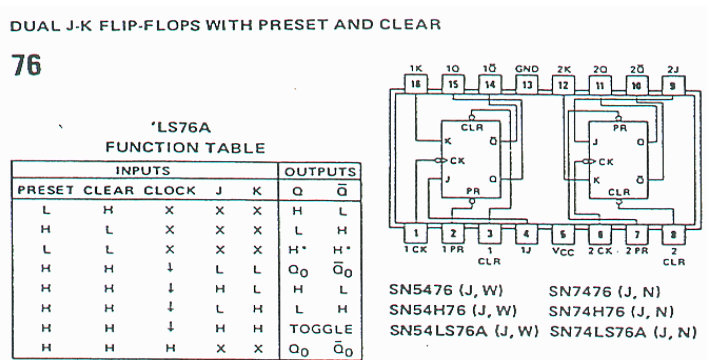 DUAL J-K FLIP-FLOPS WITH PRESET AND CLEAR
76
'LS76A
FUNCTION TABLE
INPUTS OUTPUTS
PRESET CLEAR CLOCK J K Q Q̄
L H X X X H L
H L X X X L H
L L X X X H* H*
H H ↓ L L Q0 Q̄0
H H ↓ H L H L
H H ↓ L H L H
H H ↓ H H TOGGLE
H H H X X Q0 Q̄0
1K 1Q 1Q̄ GND 2K 2Q 2Q̄ 2J
16 15 14 13 12 11 10 9
CLR
K Q̄
CK
J Q
PR
PR
J Q
CK
K Q̄
CLR
1 2 3 4 5 6 7 8
1 CK 1 PR 1 CLR 1J VCC 2 CK 2 PR 2 CLR
SN5476 (J, W) SN7476 (J, N)
SN54H76 (J, W) SN74H76 (J, N)
SN54LS76A (J, W) SN74LS76A (J, N)